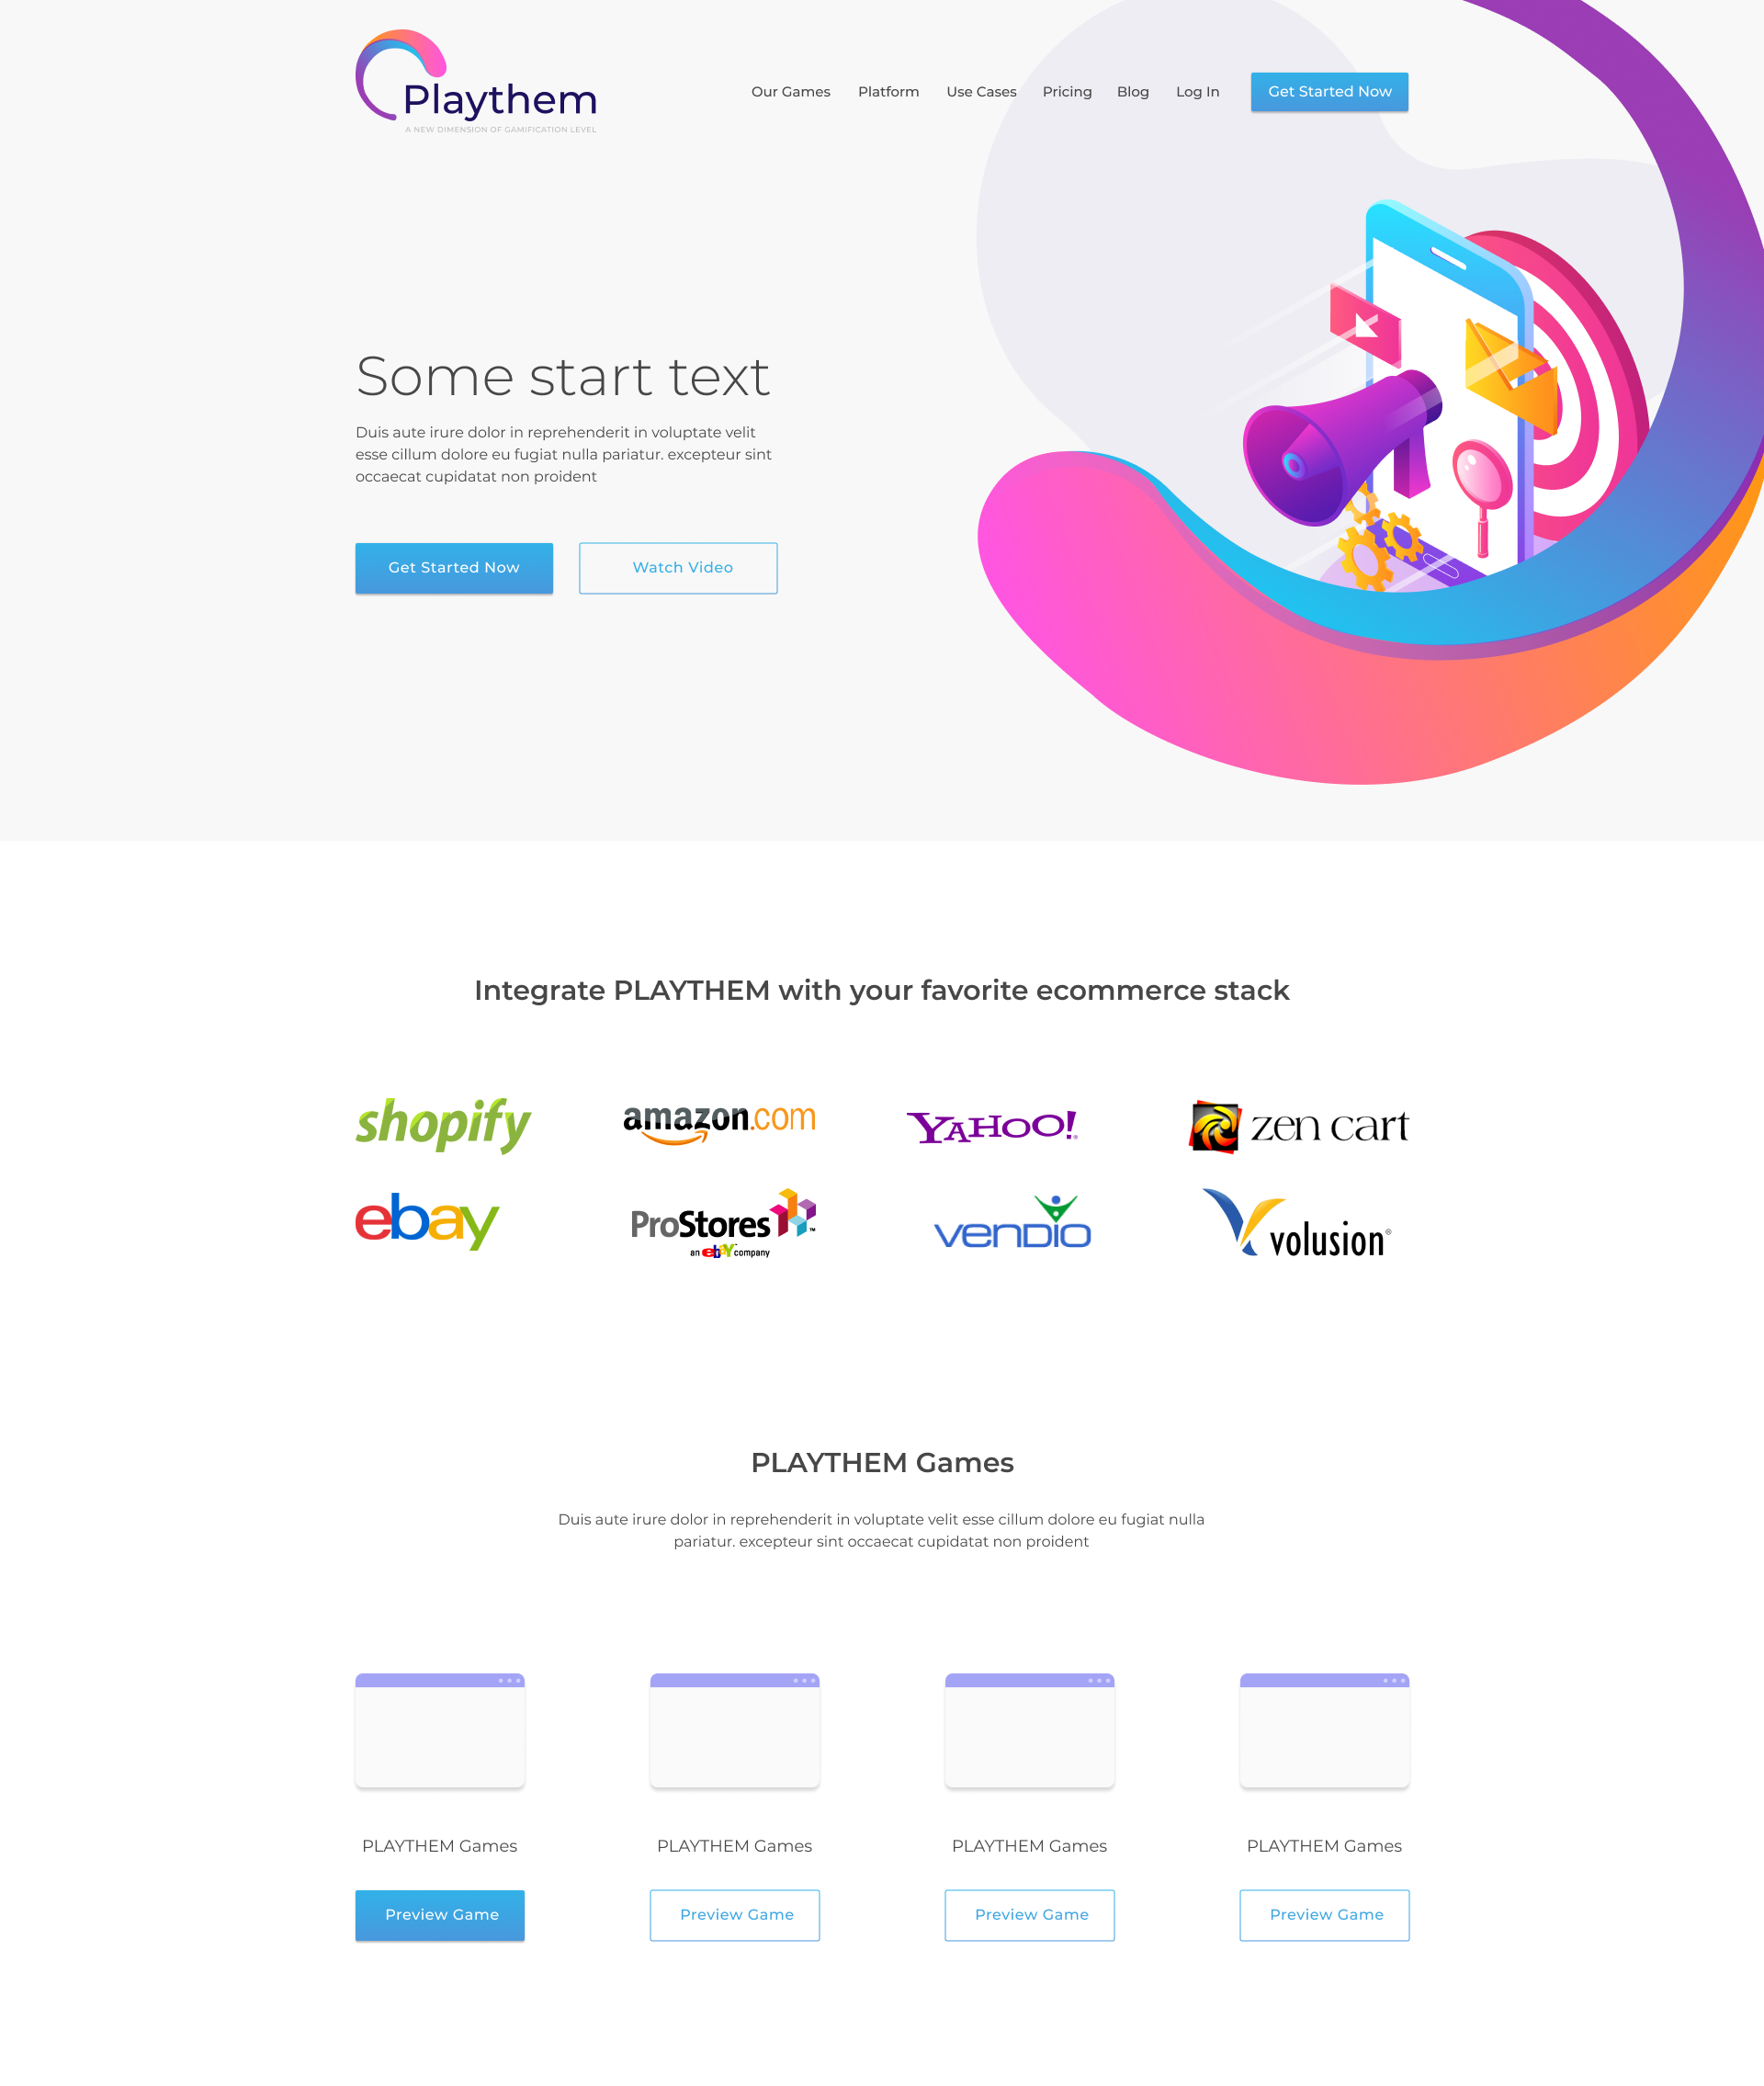 Playthem
A NEW DIMENSION OF GAMIFICATION LEVEL
Our Games Platform Use Cases Pricing Blog Log In Get Started Now
Some start text
Duis aute irure dolor in reprehenderit in voluptate velit
esse cillum dolore eu fugiat nulla pariatur. excepteur sint
occaecat cupidatat non proident
Get Started Now Watch Video
Integrate PLAYTHEM with your favorite ecommerce stack
shopify amazon.com YAHOO!® zen cart
ebay ProStores™ vendio volusion®
an ebY company
PLAYTHEM Games
Duis aute irure dolor in reprehenderit in voluptate velit esse cillum dolore eu fugiat nulla
pariatur. excepteur sint occaecat cupidatat non proident
PLAYTHEM Games PLAYTHEM Games PLAYTHEM Games PLAYTHEM Games
Preview Game Preview Game Preview Game Preview Game